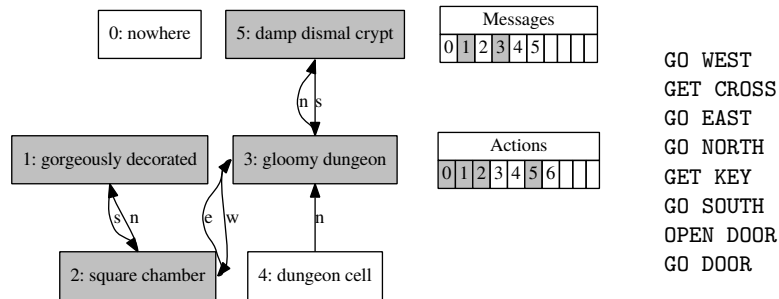 0: nowhere
5: damp dismal crypt
n s
1: gorgeously decorated
3: gloomy dungeon
s n
e w
n
2: square chamber
4: dungeon cell
Messages
0 1 2 3 4 5
Actions
0 1 2 3 4 5 6
GO WEST
GET CROSS
GO EAST
GO NORTH
GET KEY
GO SOUTH
OPEN DOOR
GO DOOR